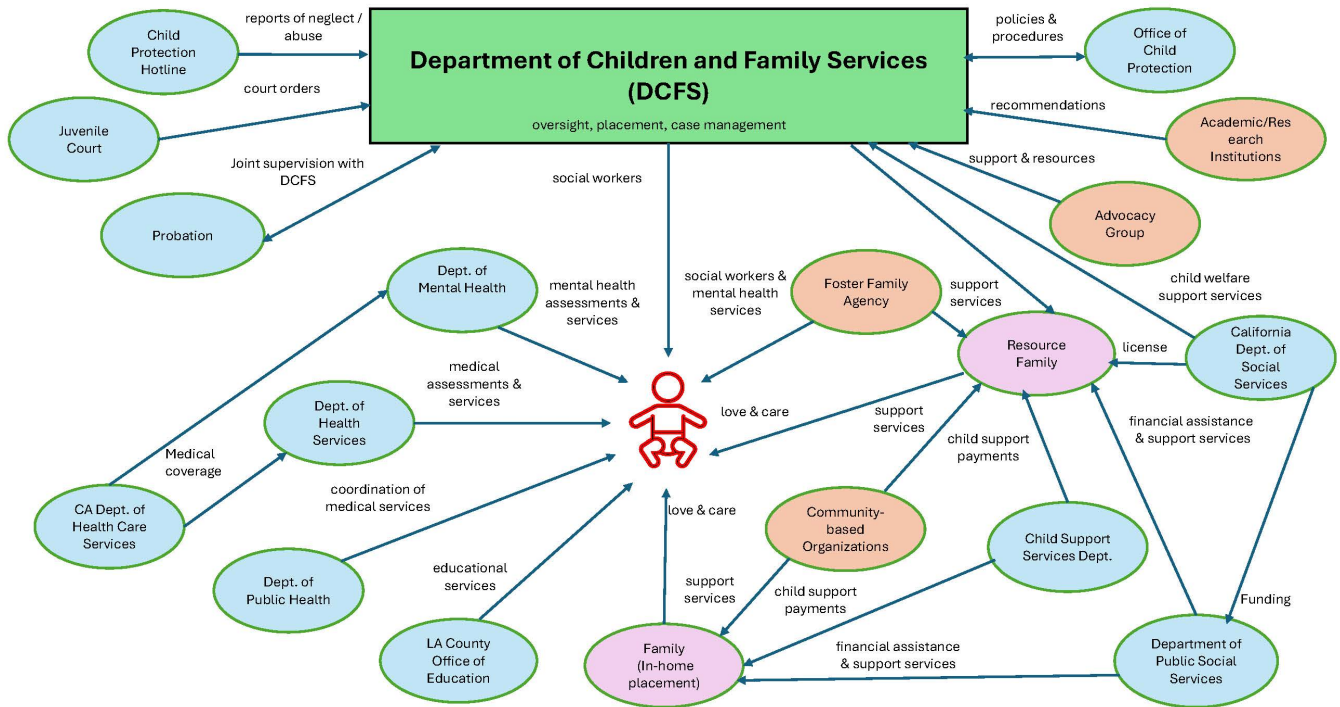 Child
Protection
Hotline
reports of neglect /
abuse
Department of Children and Family Services
(DCFS)
oversight, placement, case management
policies &
procedures
Office of
Child
Protection
court orders
Juvenile
Court
recommendations
Academic/Res
earch
Institutions
Joint supervision with
DCFS
Probation
social workers
support & resources
Advocacy
Group
Dept. of
Mental Health
mental health
assessments &
services
social workers &
mental health
services
Foster Family
Agency
support
services
child welfare
support services
Resource
Family
license
California
Dept. of
Social
Services
medical
assessments &
services
Dept. of
Health
Services
love & care
support
services
child support
payments
financial assistance
& support services
Medical
coverage
CA Dept. of
Health Care
Services
coordination of
medical services
love & care
Community-
based
Organizations
Child Support
Services Dept.
Dept. of
Public Health
educational
services
support
services
child support
payments
Funding
LA County
Office of
Education
Family
(In-home
placement)
financial assistance
& support services
Department of
Public Social
Services